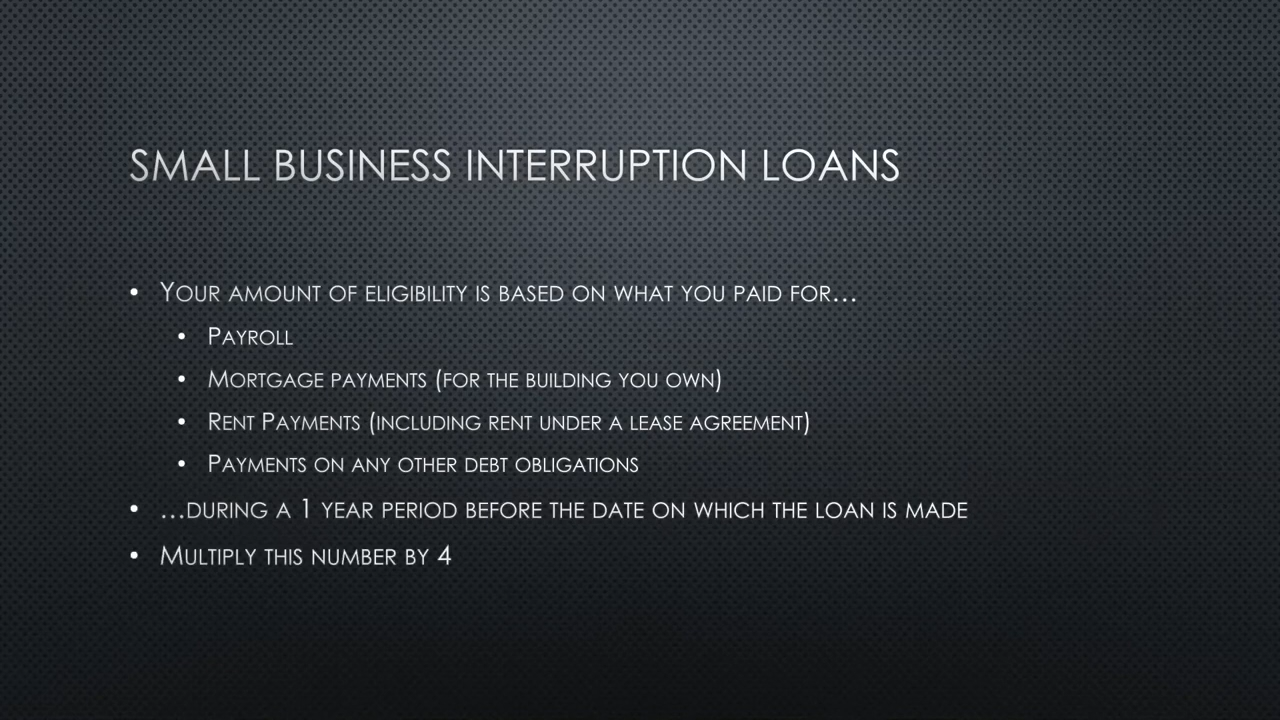 SMALL BUSINESS INTERRUPTION LOANS
• YOUR AMOUNT OF ELIGIBILITY IS BASED ON WHAT YOU PAID FOR...
• PAYROLL
• MORTGAGE PAYMENTS (FOR THE BUILDING YOU OWN)
• RENT PAYMENTS (INCLUDING RENT UNDER A LEASE AGREEMENT)
• PAYMENTS ON ANY OTHER DEBT OBLIGATIONS
• ...DURING A 1 YEAR PERIOD BEFORE THE DATE ON WHICH THE LOAN IS MADE
• MULTIPLY THIS NUMBER BY 4